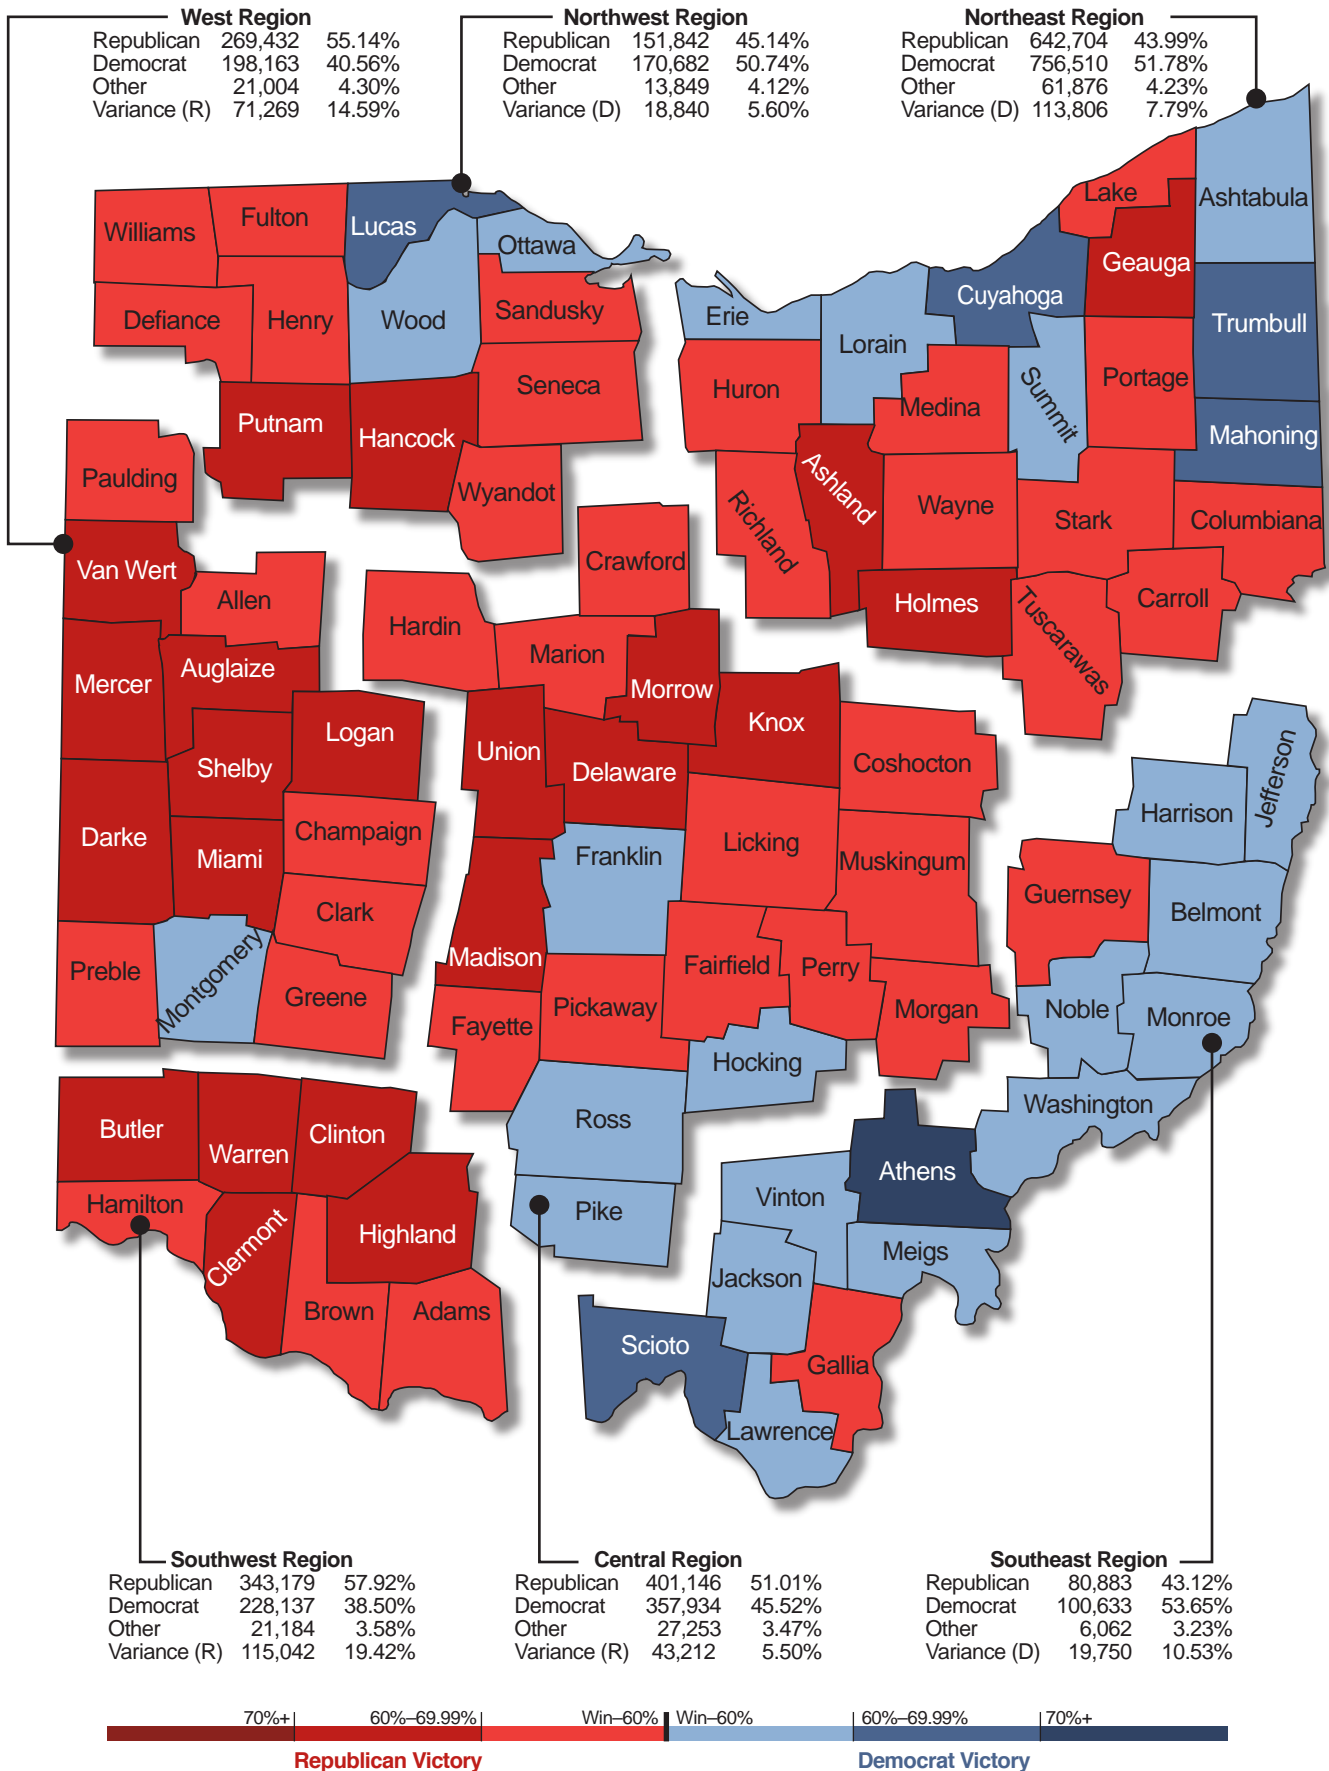 West Region
Republican 269,432 55.14%
Democrat 198,163 40.56%
Other 21,004 4.30%
Variance (R) 71,269 14.59%
Northwest Region
Republican 151,842 45.14%
Democrat 170,682 50.74%
Other 13,849 4.12%
Variance (D) 18,840 5.60%
Northeast Region
Republican 642,704 43.99%
Democrat 756,510 51.78%
Other 61,876 4.23%
Variance (D) 113,806 7.79%
Williams
Fulton
Lucas
Ottawa
Defiance
Henry
Wood
Sandusky
Seneca
Putnam
Hancock
Wyandot
Lake
Ashtabula
Geauga
Cuyahoga
Erie
Lorain
Trumbull
Huron
Medina
Summit
Portage
Mahoning
Richland
Ashland
Wayne
Stark
Columbiana
Holmes
Tuscarawas
Carroll
Paulding
Van Wert
Allen
Mercer
Auglaize
Logan
Shelby
Darke
Miami
Champaign
Clark
Preble
Montgomery
Greene
Crawford
Hardin
Marion
Morrow
Union
Delaware
Knox
Coshocton
Franklin
Licking
Muskingum
Madison
Fairfield
Perry
Fayette
Pickaway
Morgan
Hocking
Ross
Pike
Jefferson
Harrison
Guernsey
Belmont
Noble
Monroe
Washington
Athens
Vinton
Meigs
Jackson
Scioto
Gallia
Lawrence
Butler
Warren
Clinton
Hamilton
Clermont
Highland
Brown
Adams
Southwest Region
Republican 343,179 57.92%
Democrat 228,137 38.50%
Other 21,184 3.58%
Variance (R) 115,042 19.42%
Central Region
Republican 401,146 51.01%
Democrat 357,934 45.52%
Other 27,253 3.47%
Variance (R) 43,212 5.50%
Southeast Region
Republican 80,883 43.12%
Democrat 100,633 53.65%
Other 6,062 3.23%
Variance (D) 19,750 10.53%
70%+ 60%–69.99% Win–60% Win–60% 60%–69.99% 70%+
Republican Victory Democrat Victory